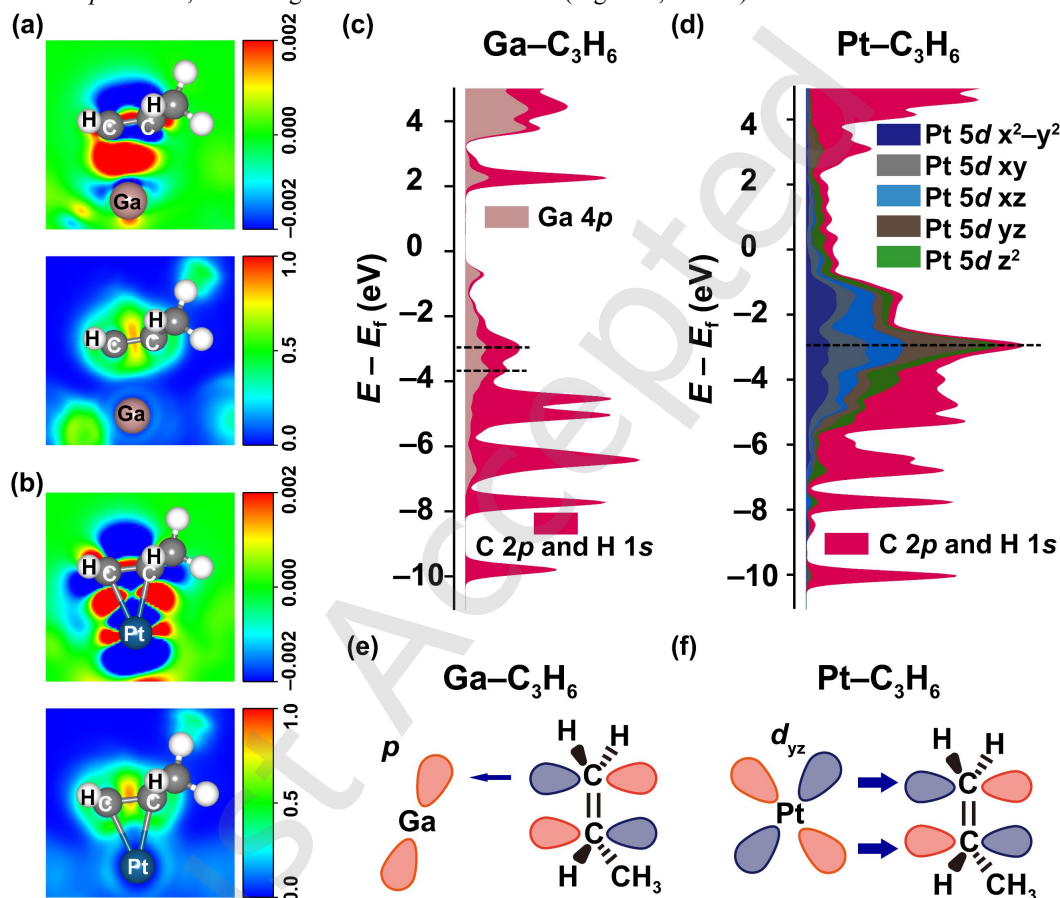 (a)
0.002
0.000
−0.002
H
C
H
C
Ga
1.0
0.5
0.0
H
C
H
C
Ga
(b)
0.002
0.000
−0.002
H
C
H
C
Pt
1.0
0.5
0.0
H
C
H
C
Pt
(c)
Ga–C₃H₆
E – E_f (eV)
4
2
0
−2
−4
−6
−8
−10
Ga 4p
C 2p and H 1s
(d)
Pt–C₃H₆
E – E_f (eV)
4
2
0
−2
−4
−6
−8
−10
Pt 5d x²–y²
Pt 5d xy
Pt 5d xz
Pt 5d yz
Pt 5d z²
C 2p and H 1s
(e)
Ga–C₃H₆
p
Ga
H
H
C
C
H
CH₃
(f)
Pt–C₃H₆
d_yz
Pt
H
H
C
C
H
CH₃
st Accepted